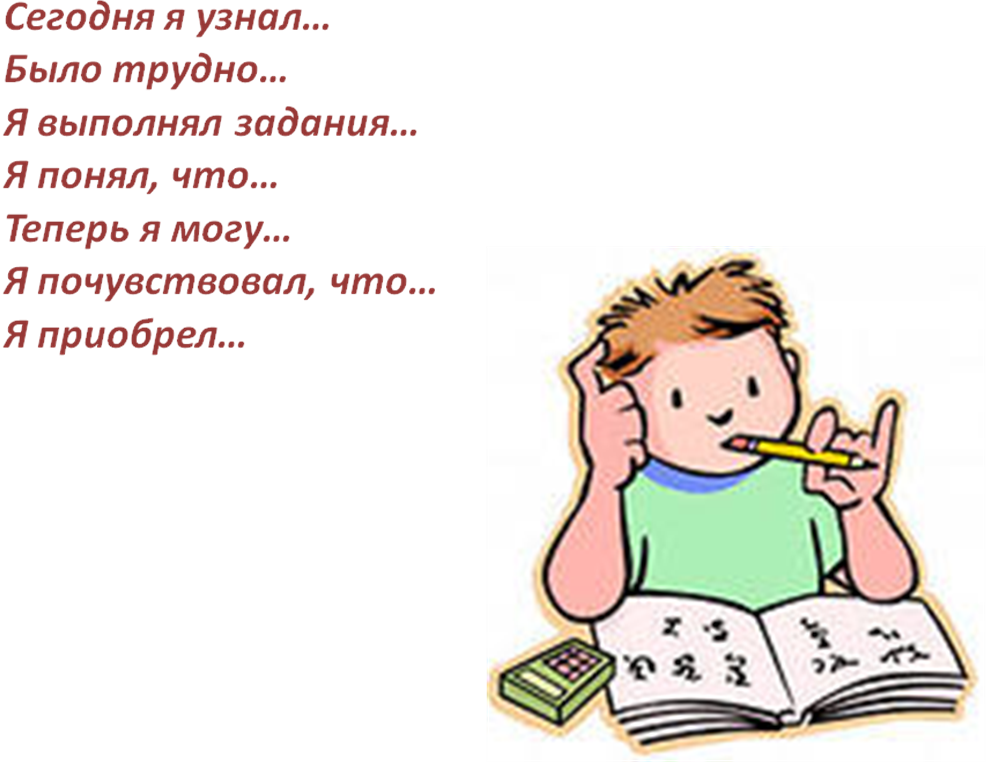 Сегодня я узнал...
Было трудно...
Я выполнял задания...
Я понял, что...
Теперь я могу...
Я почувствовал, что...
Я приобрел...